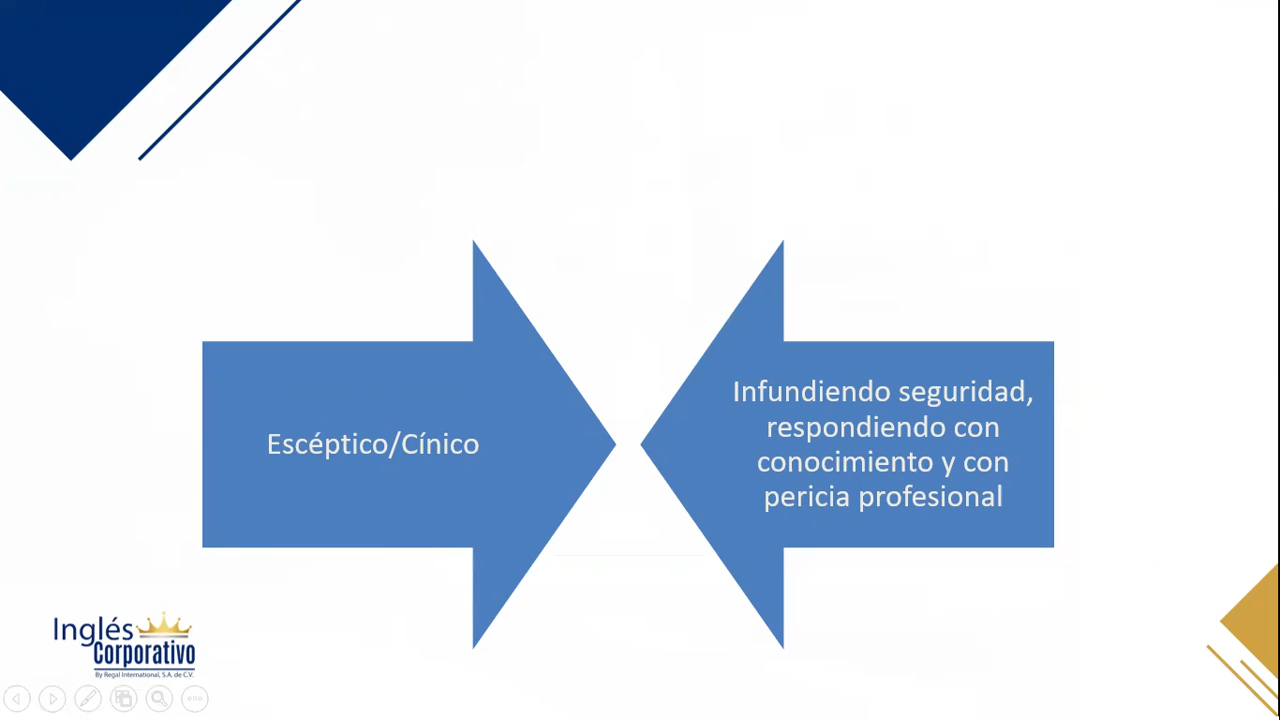 Escéptico/Cínico
Infundiendo seguridad,
respondiendo con
conocimiento y con
pericia profesional
Inglés
Corporativo
By Regal International, S.A. de C.V.